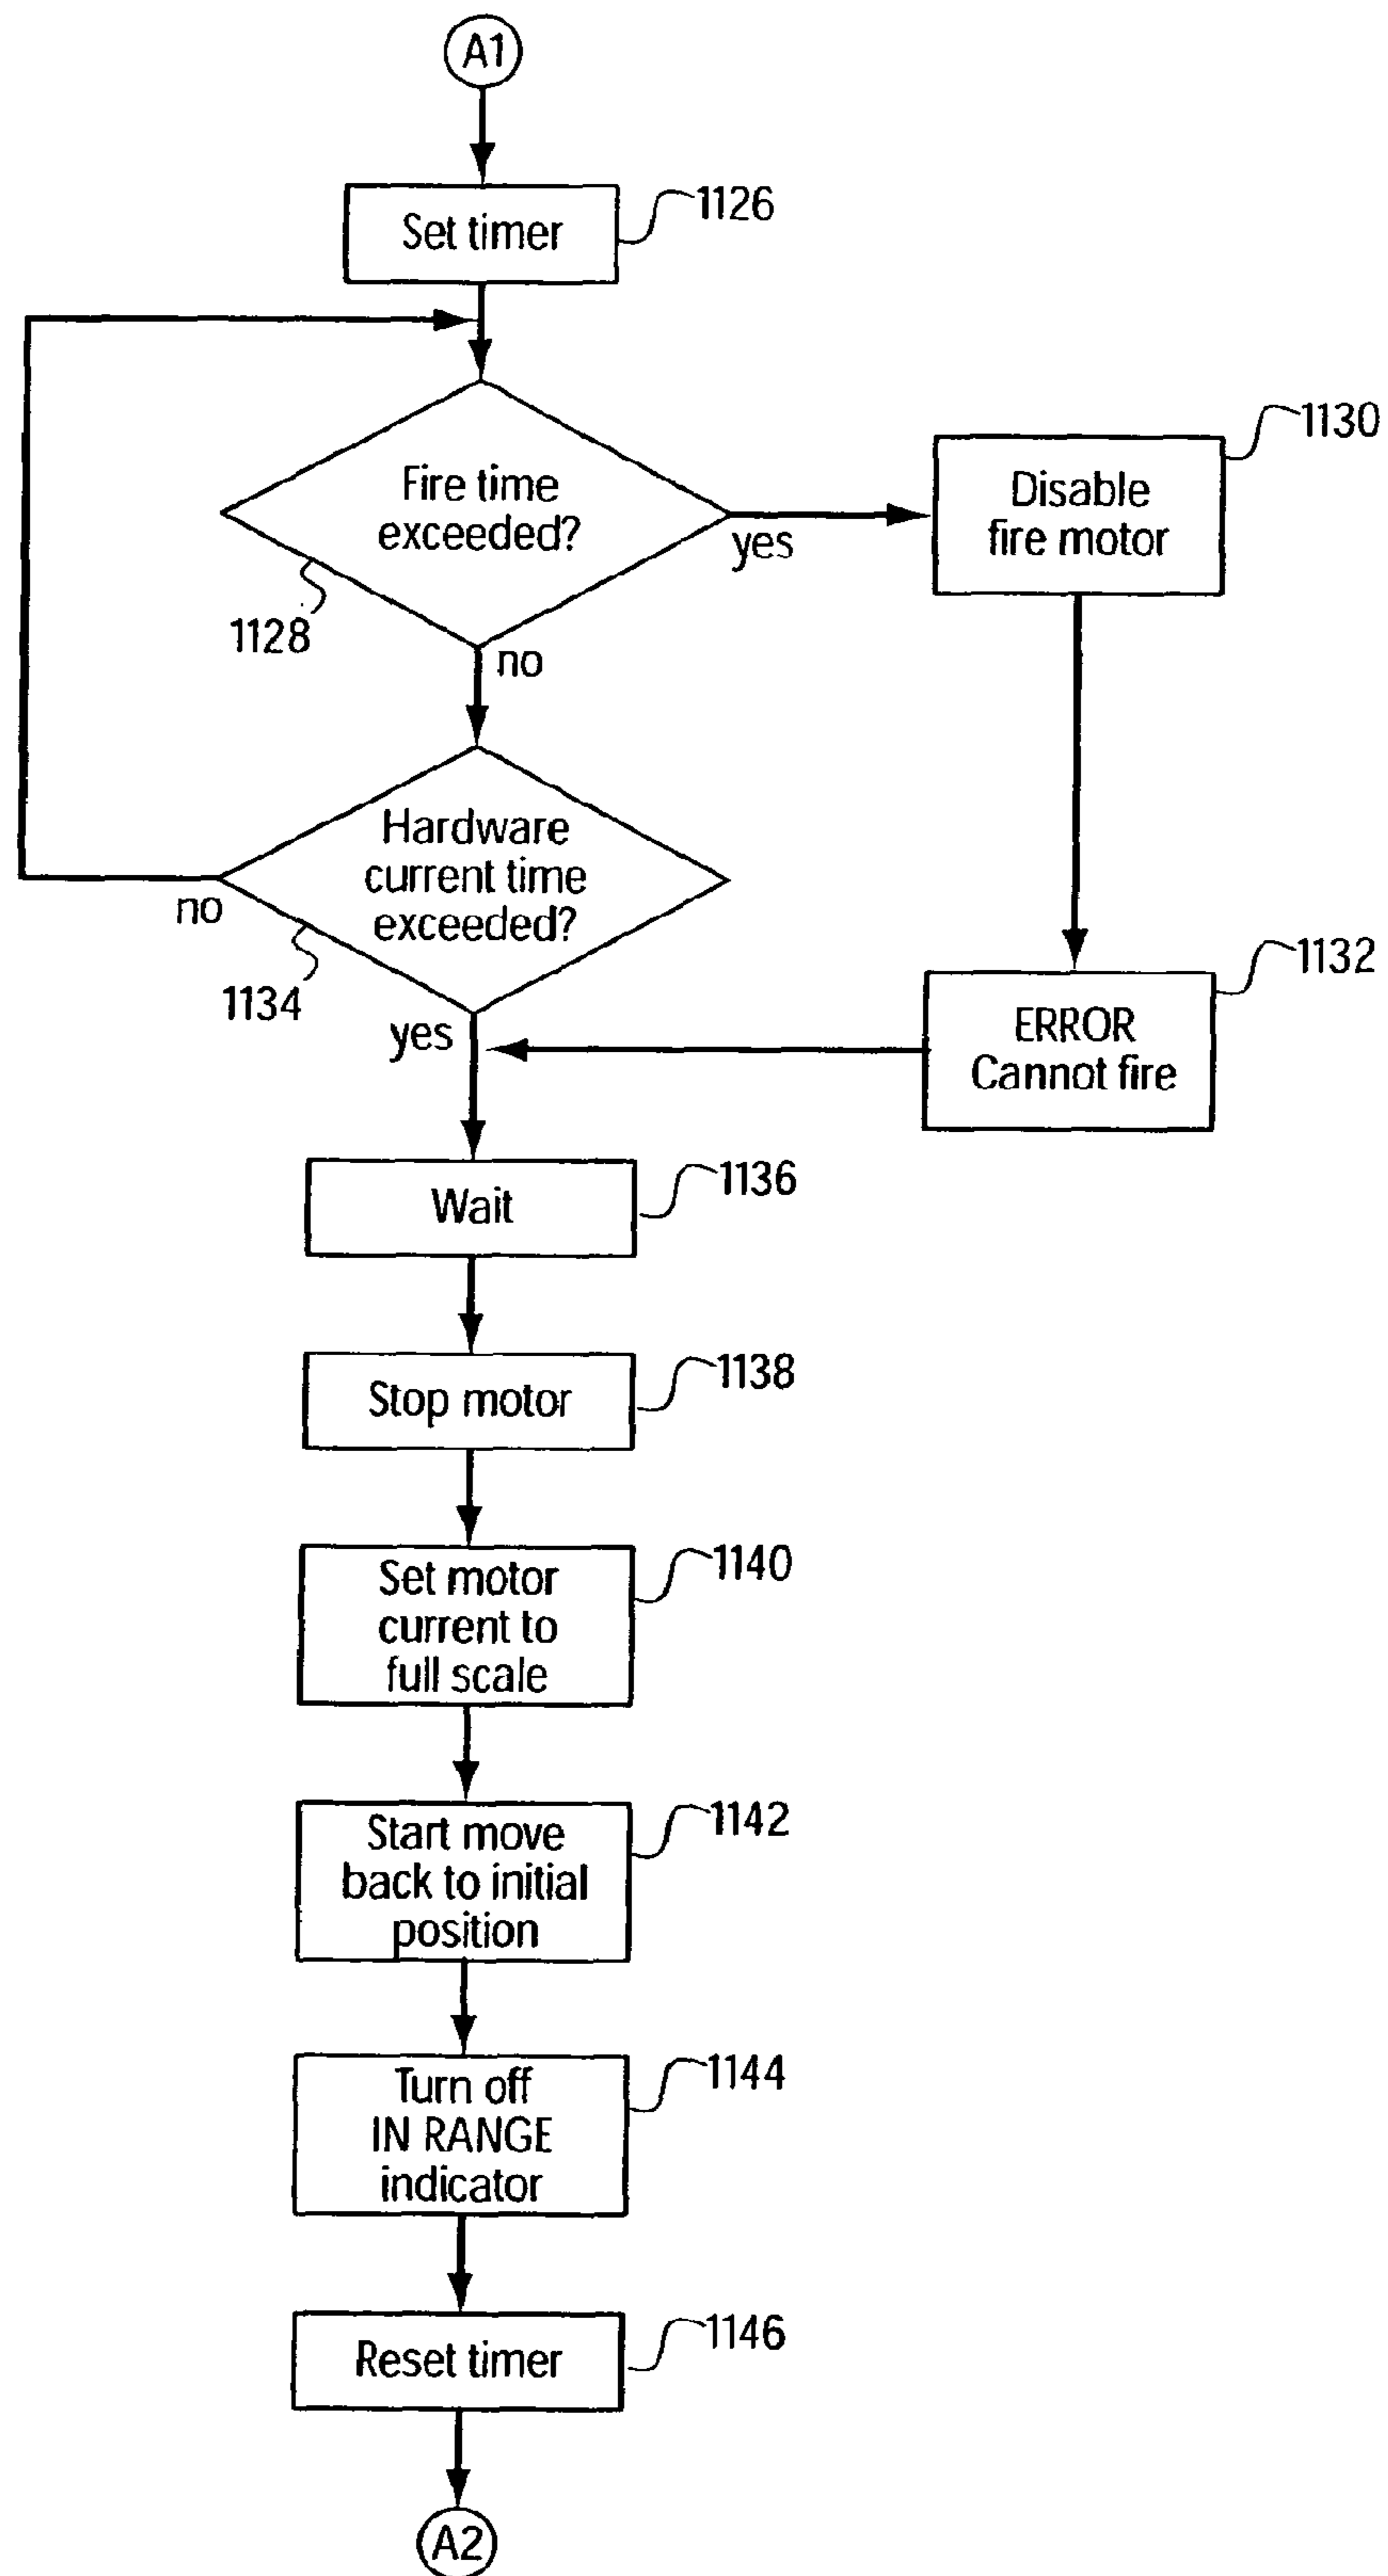 A1
Set timer
1126
Fire time
exceeded?
yes
1128
no
Disable
fire motor
1130
Hardware
current time
exceeded?
no
1134
yes
ERROR
Cannot fire
1132
Wait
1136
Stop motor
1138
Set motor
current to
full scale
1140
Start move
back to initial
position
1142
Turn off
IN RANGE
indicator
1144
Reset timer
1146
A2